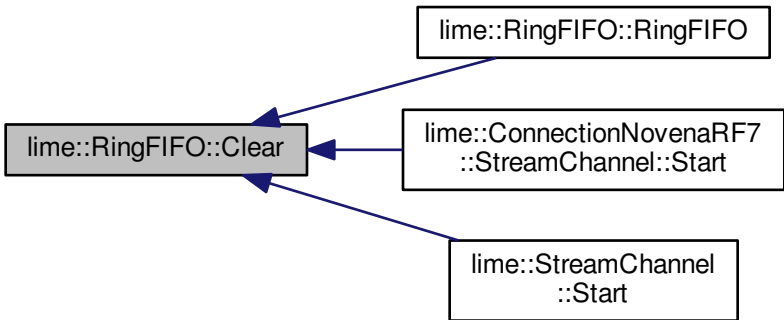 lime::RingFIFO::RingFIFO
lime::RingFIFO::Clear
lime::ConnectionNovenaRF7
::StreamChannel::Start
lime::StreamChannel
::Start